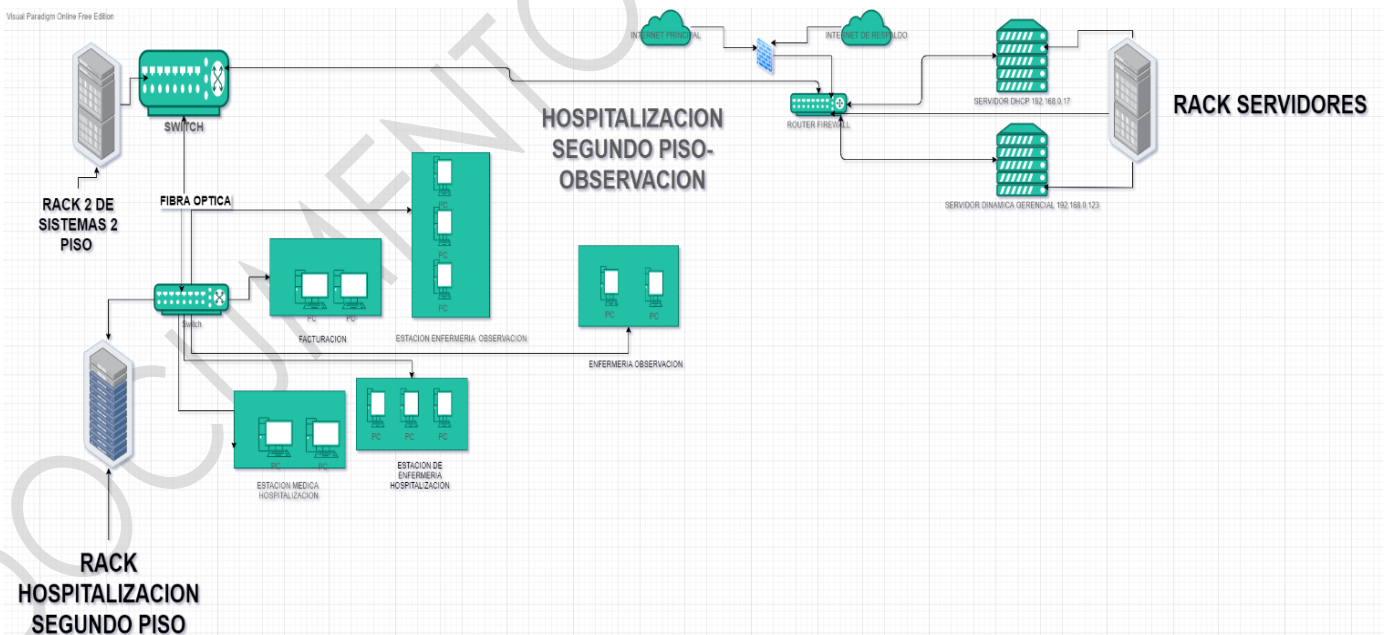 Visual Paradigm Online Free Edition
INTERNET PRINCIPAL
INTERNET DE RESPALDO
SERVIDOR DHCP 192.168.0.17
RACK SERVIDORES
SWITCH
ROUTER FIREWALL
HOSPITALIZACION
SEGUNDO PISO-
OBSERVACION
SERVIDOR DINAMICA GERENCIAL 192.168.0.123
RACK 2 DE
SISTEMAS 2
PISO
FIBRA OPTICA
PC
PC
PC
ESTACION ENFERMERIA OBSERVACION
Switch
PC
PC
FACTURACION
PC
PC
ENFERMERIA OBSERVACION
PC
PC
ESTACION MEDICA
HOSPITALIZACION
PC
PC
PC
ESTACION DE
ENFERMERIA
HOSPITALIZACION
RACK
HOSPITALIZACION
SEGUNDO PISO
DOCUMENTO